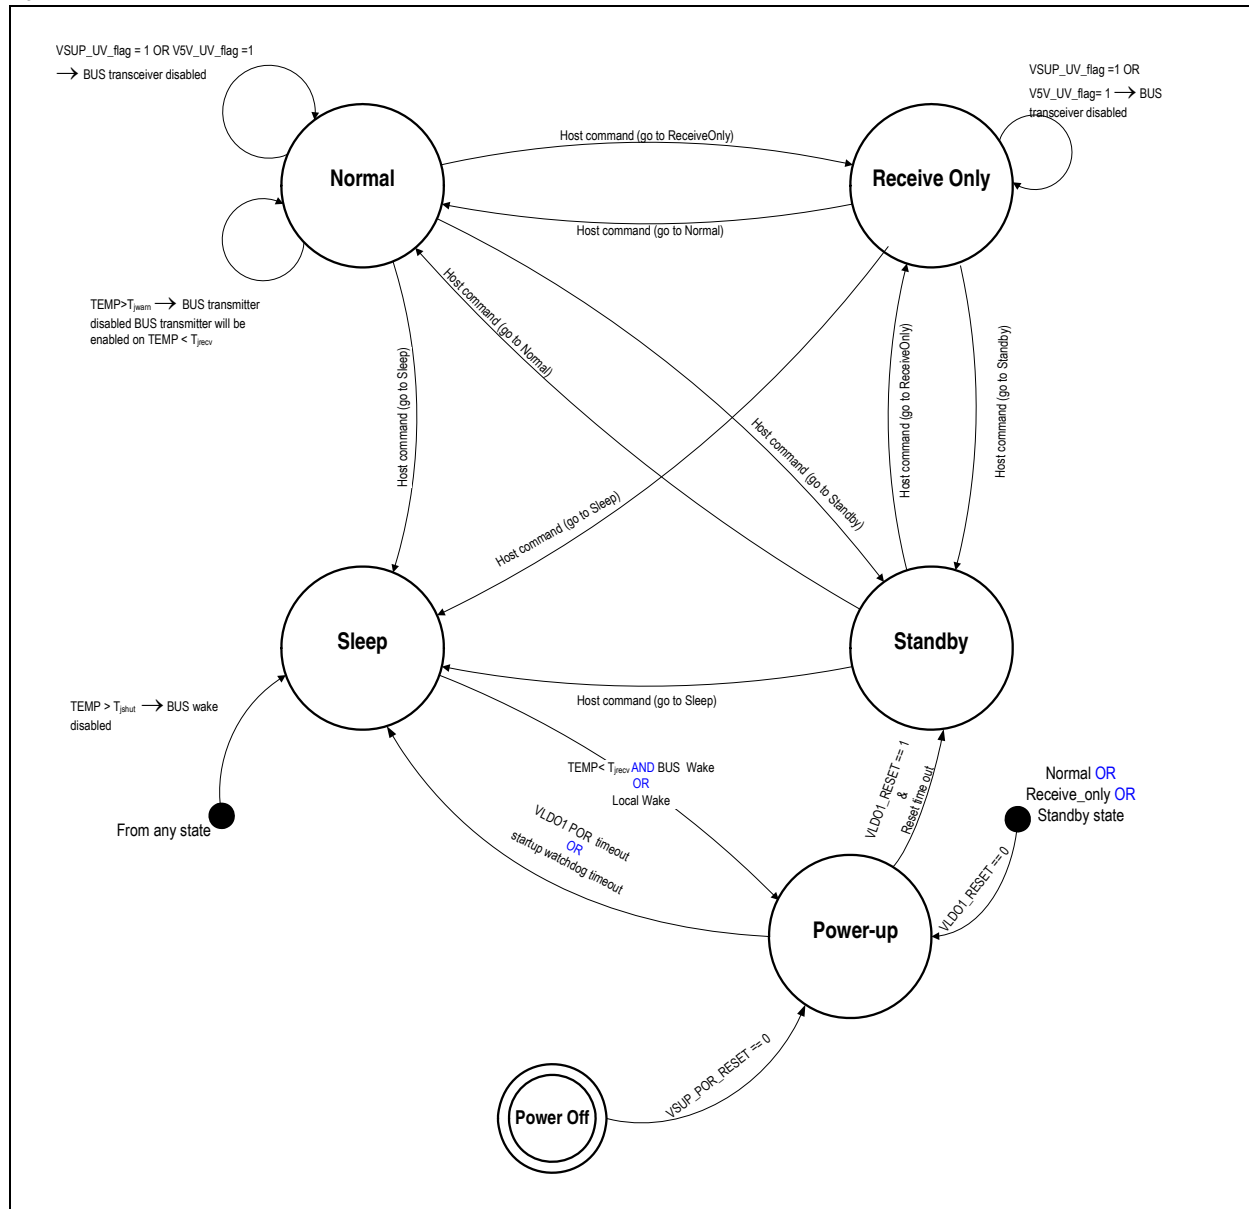 VSUP_UV_flag = 1 OR V5V_UV_flag =1
→ BUS transceiver disabled
VSUP_UV_flag =1 OR
V5V_UV_flag= 1 → BUS
transceiver disabled
Host command (go to ReceiveOnly)
Normal
Receive Only
Host command (go to Normal)
TEMP>Tjwarn → BUS transmitter
disabled BUS transmitter will be
enabled on TEMP < Tjrecv
Host command (go to Sleep)
Host command (go to Normal)
Host command (go to Standby)
Host command (go to Sleep)
Host command (go to ReceiveOnly)
Host command (go to Standby)
Sleep
Standby
Host command (go to Sleep)
TEMP > Tjshut → BUS wake
disabled
From any state
TEMP< Tjrecv AND BUS Wake
OR
Local Wake
VLDO1 POR timeout
OR
startup watchdog timeout
VLDO1_RESET == 1
&
Reset time out
Normal OR
Receive_only OR
Standby state
VLDO1_RESET == 0
Power-up
VSUP_POR_RESET == 0
Power Off